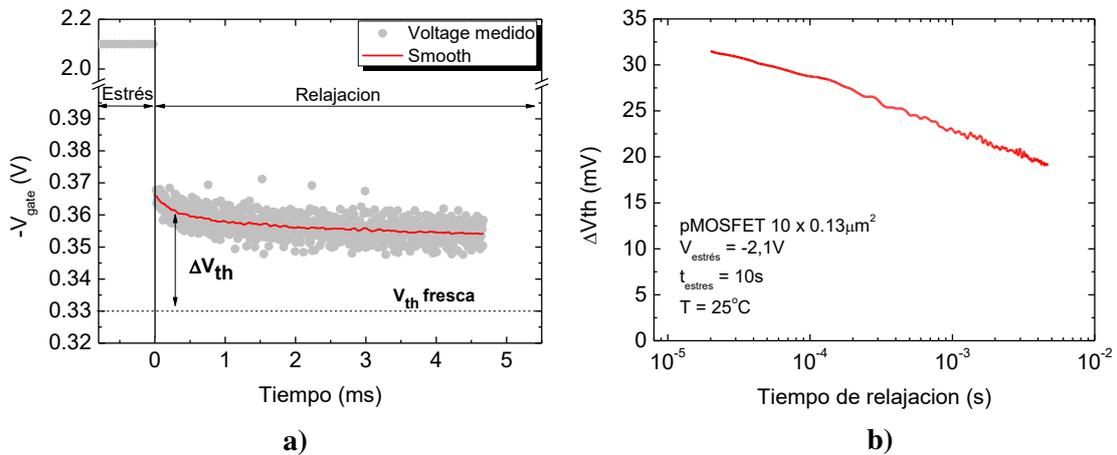 2.2
2.0
0.39
0.38
0.37
0.36
0.35
0.34
0.33
0.32
-V_gate (V)
Voltage medido
Smooth
Estrés
Relajacion
ΔV_th
V_th fresca
0 1 2 3 4 5
Tiempo (ms)
a)
35
30
25
20
15
10
5
0
ΔVth (mV)
pMOSFET 10 x 0.13μm²
V_estrés = -2,1V
t_estres = 10s
T = 25°C
10⁻⁵ 10⁻⁴ 10⁻³ 10⁻²
Tiempo de relajacion (s)
b)